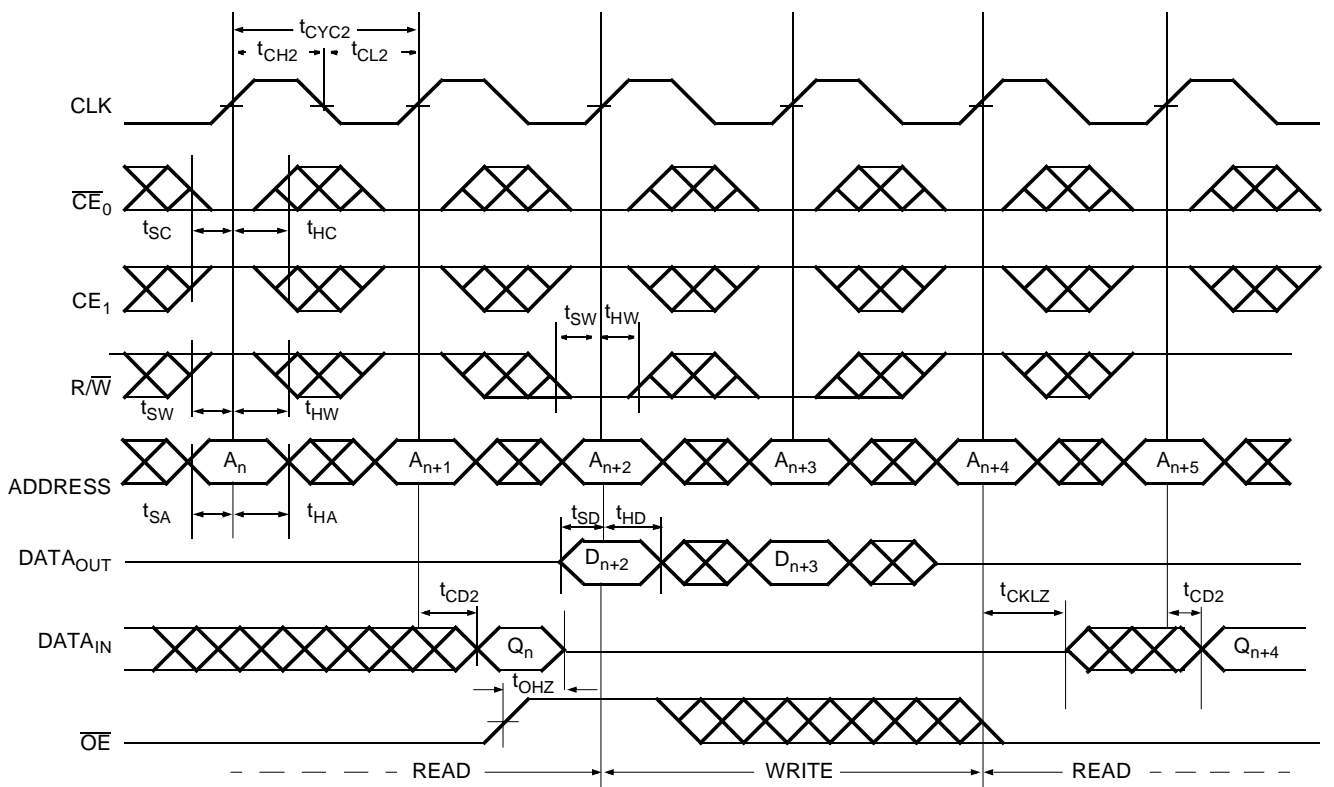 tCYC2
tCH2 tCL2
CLK
CE0
tSC tHC
CE1
tSW tHW
R/W
tSW tHW
An An+1 An+2 An+3 An+4 An+5
ADDRESS
tSA tHA tSD tHD
DATAOUT Dn+2 Dn+3
tCD2 tCKLZ tCD2
DATAIN Qn Qn+4
tOHZ
OE
READ WRITE READ